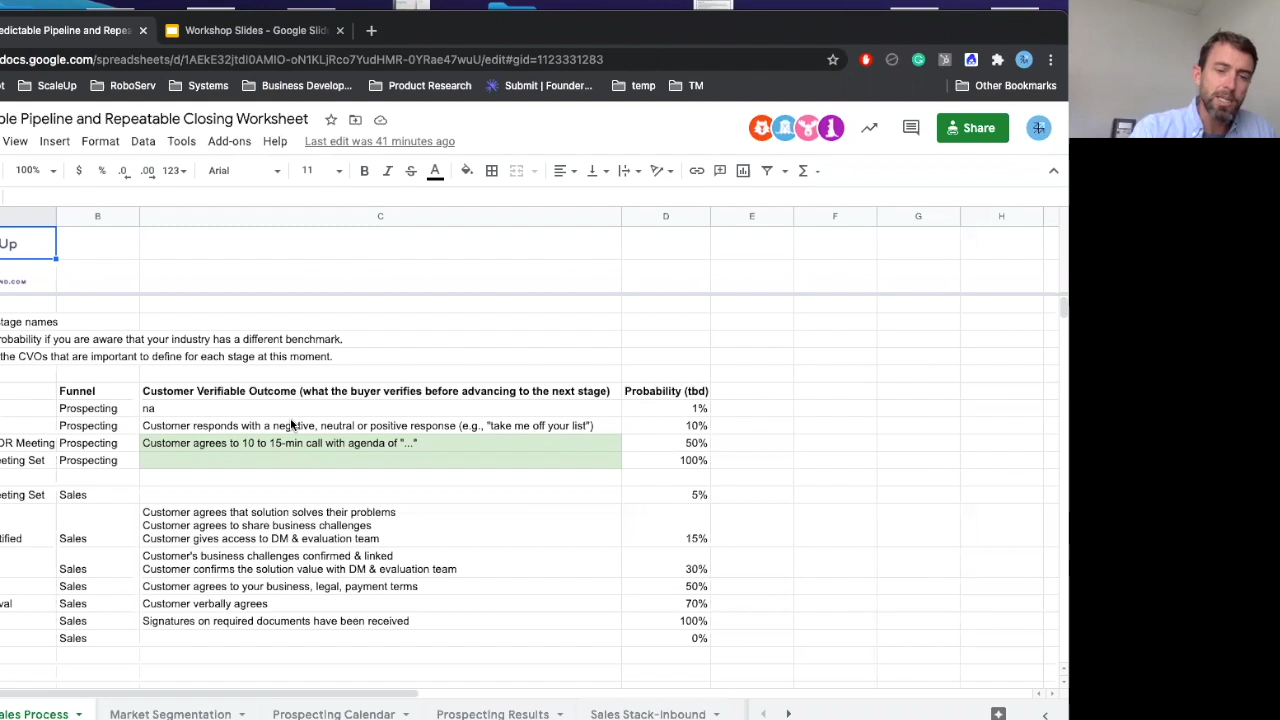 edictable Pipeline and Repea
Workshop Slides - Google Slid
docs.google.com/spreadsheets/d/1AEkE32jtdI0AMIO-oN1KLjRco7YudHMR-0YRae47wuU/edit#gid=1123331283
ScaleUp RoboServ Systems Business Develop... Product Research Submit | Founder... temp TM Other Bookmarks
ble Pipeline and Repeatable Closing Worksheet
Share
View Insert Format Data Tools Add-ons Help Last edit was 41 minutes ago
100% $ % .0 .00 123 Arial 11 B I S A
B C D E F G H
Up
ND.COM
stage names
robability if you are aware that your industry has a different benchmark.
the CVOs that are important to define for each stage at this moment.
Funnel Customer Verifiable Outcome (what the buyer verifies before advancing to the next stage) Probability (tbd)
Prospecting na 1%
Prospecting Customer responds with a negative, neutral or positive response (e.g., "take me off your list") 10%
DR Meeting Prospecting Customer agrees to 10 to 15-min call with agenda of "..." 50%
eeting Set Prospecting 100%
eeting Set Sales 5%
Customer agrees that solution solves their problems
Customer agrees to share business challenges
tified Sales Customer gives access to DM & evaluation team 15%
Customer's business challenges confirmed & linked
Sales Customer confirms the solution value with DM & evaluation team 30%
Sales Customer agrees to your business, legal, payment terms 50%
val Sales Customer verbally agrees 70%
Sales Signatures on required documents have been received 100%
Sales 0%
ales Process Market Segmentation Prospecting Calendar Prospecting Results Sales Stack-Inbound